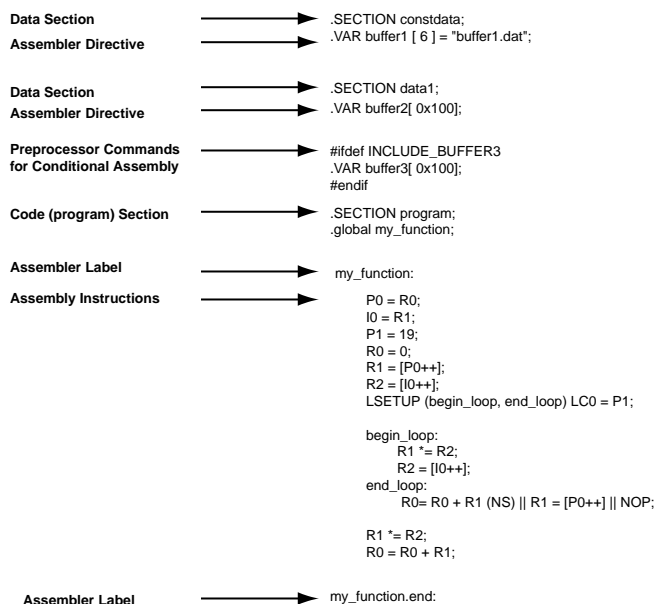 Data Section .SECTION constdata;
Assembler Directive .VAR buffer1 [ 6 ] = "buffer1.dat";
Data Section .SECTION data1;
Assembler Directive .VAR buffer2[ 0x100];
Preprocessor Commands #ifdef INCLUDE_BUFFER3
for Conditional Assembly .VAR buffer3[ 0x100];
#endif
Code (program) Section .SECTION program;
.global my_function;
Assembler Label my_function:
Assembly Instructions P0 = R0;
I0 = R1;
P1 = 19;
R0 = 0;
R1 = [P0++];
R2 = [I0++];
LSETUP (begin_loop, end_loop) LC0 = P1;
begin_loop:
R1 *= R2;
R2 = [I0++];
end_loop:
R0= R0 + R1 (NS) || R1 = [P0++] || NOP;
R1 *= R2;
R0 = R0 + R1;
Assembler Label my_function.end: